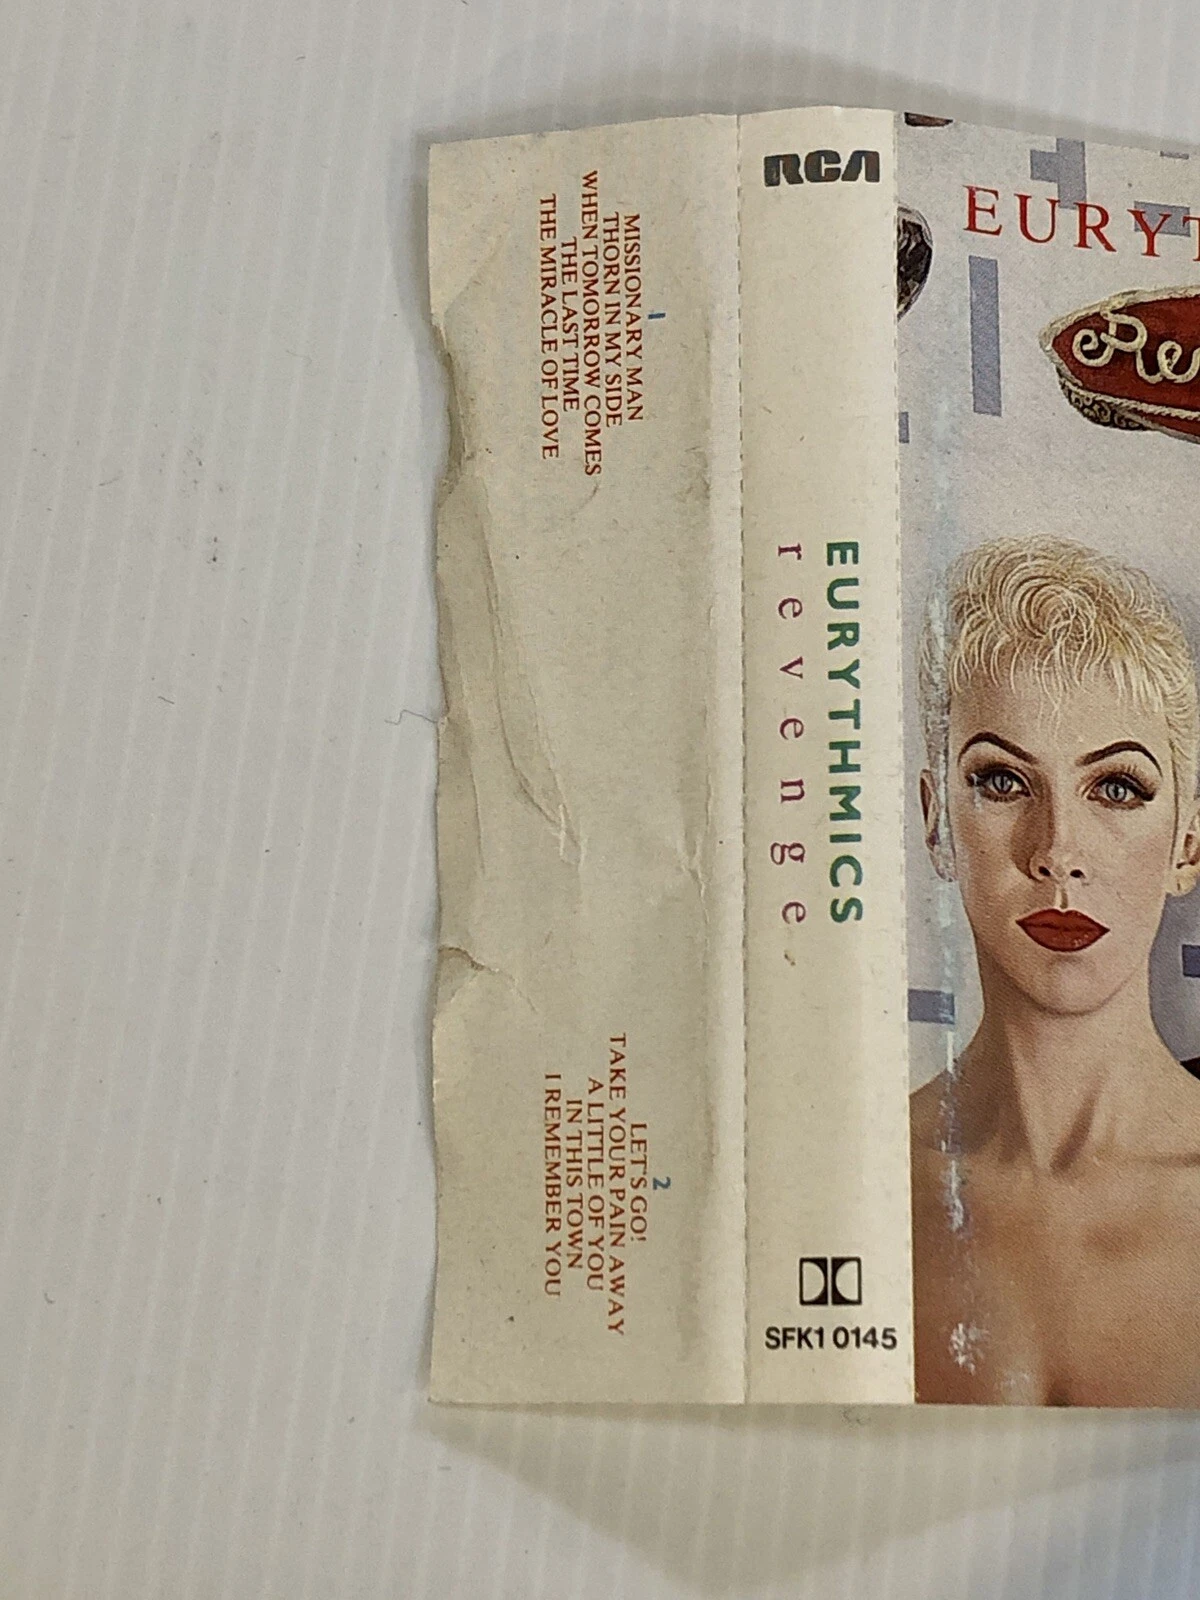 1
MISSIONARY MAN
THORN IN MY SIDE
WHEN TOMORROW COMES
THE LAST TIME
THE MIRACLE OF LOVE
2
LET'S GO!
TAKE YOUR PAIN AWAY
A LITTLE OF YOU
IN THIS TOWN
I REMEMBER YOU
RCA
EURYTHMICS
revenge
SFK1 0145
EURYT
Re